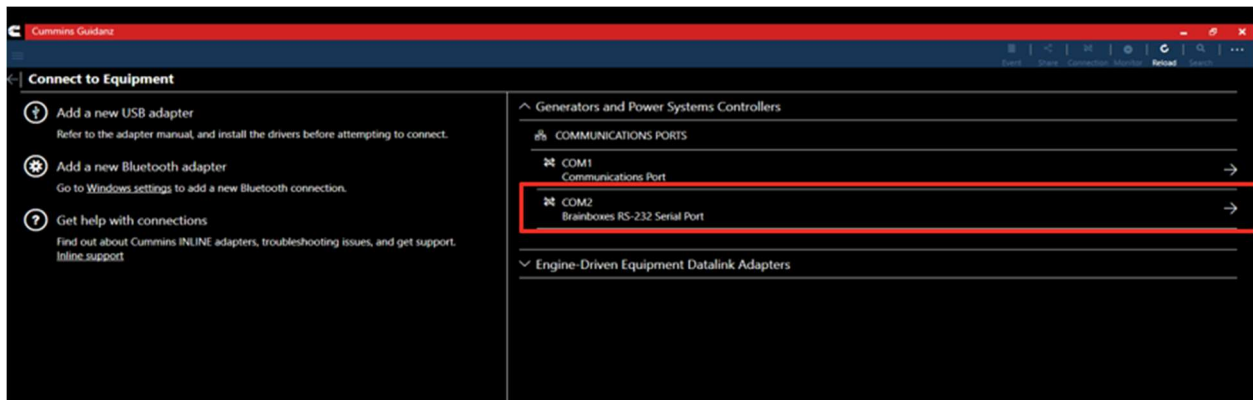 Cummins Guidanz
Event Share Connection Monitor Reload Search
Connect to Equipment
Add a new USB adapter
Refer to the adapter manual, and install the drivers before attempting to connect.
Add a new Bluetooth adapter
Go to Windows settings to add a new Bluetooth connection.
Get help with connections
Find out about Cummins INLINE adapters, troubleshooting issues, and get support.
Inline support
Generators and Power Systems Controllers
COMMUNICATIONS PORTS
COM1
Communications Port
COM2
Brainboxes RS-232 Serial Port
Engine-Driven Equipment Datalink Adapters